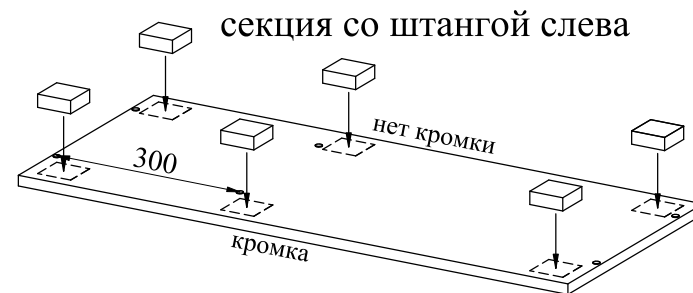 секция со штангой слева
нет кромки
300
кромка